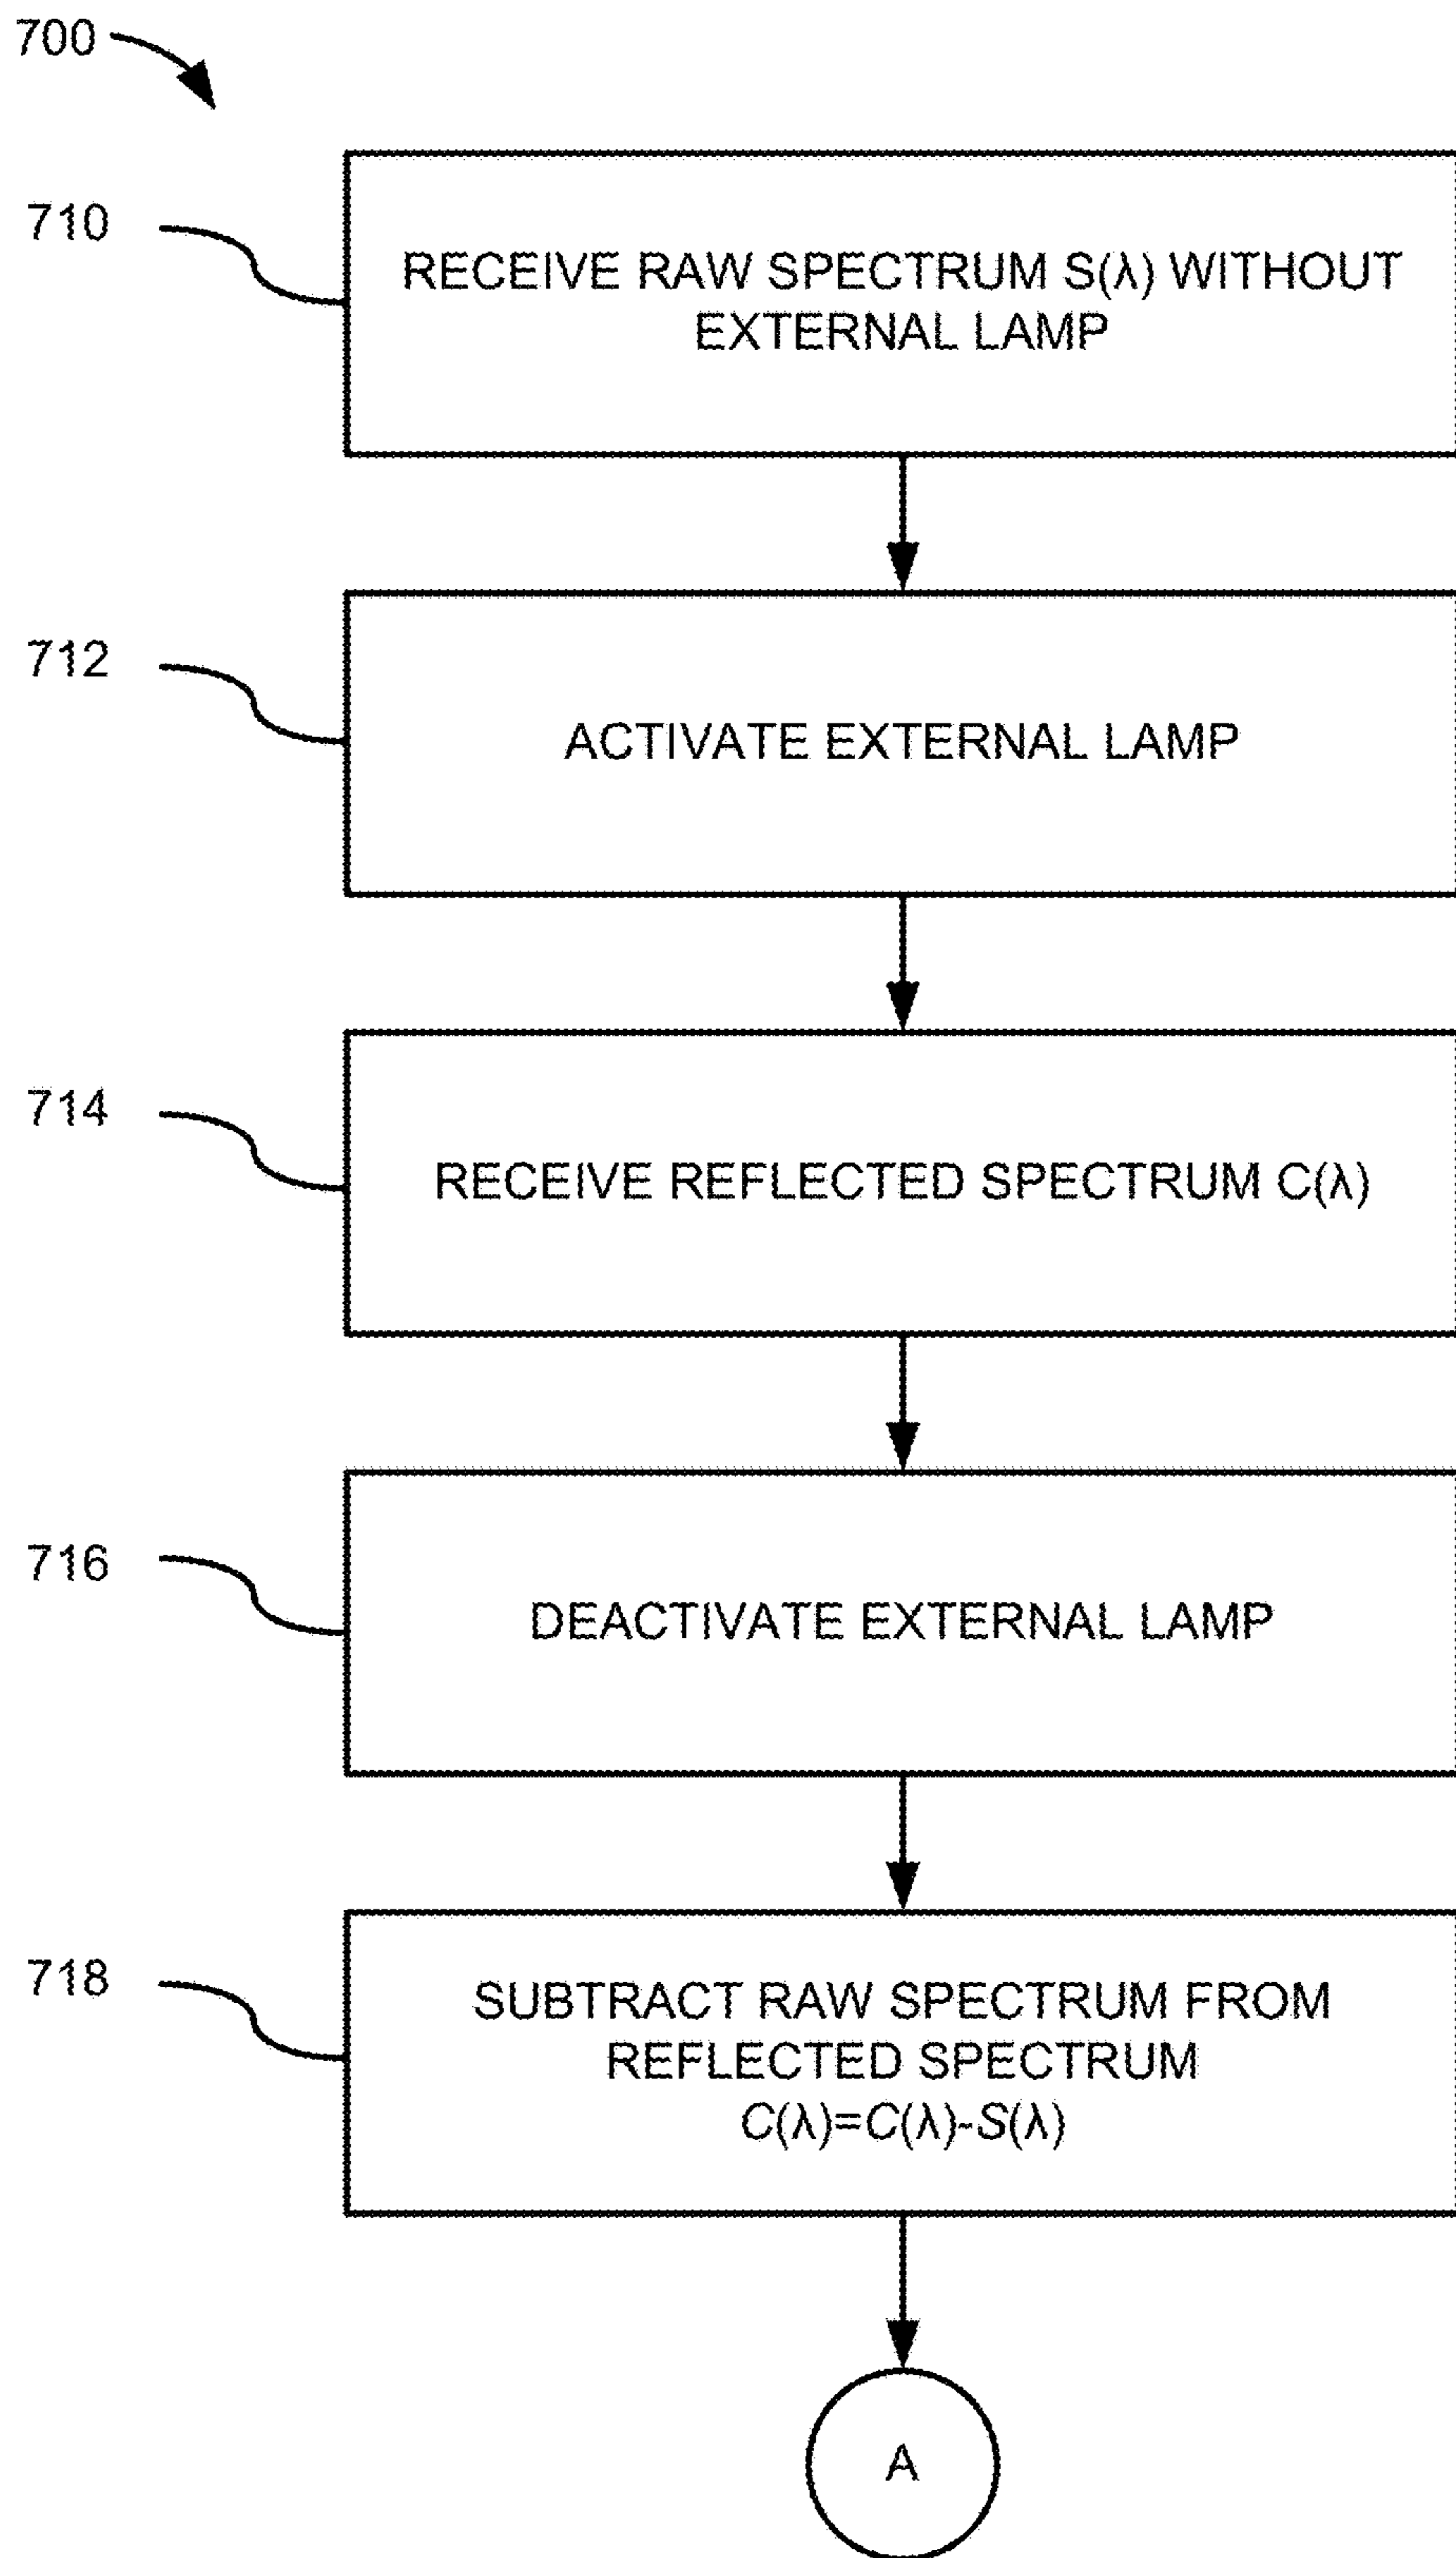 700
710
RECEIVE RAW SPECTRUM S(λ) WITHOUT
EXTERNAL LAMP
712
ACTIVATE EXTERNAL LAMP
714
RECEIVE REFLECTED SPECTRUM C(λ)
716
DEACTIVATE EXTERNAL LAMP
718
SUBTRACT RAW SPECTRUM FROM
REFLECTED SPECTRUM
C(λ)=C(λ)-S(λ)
A